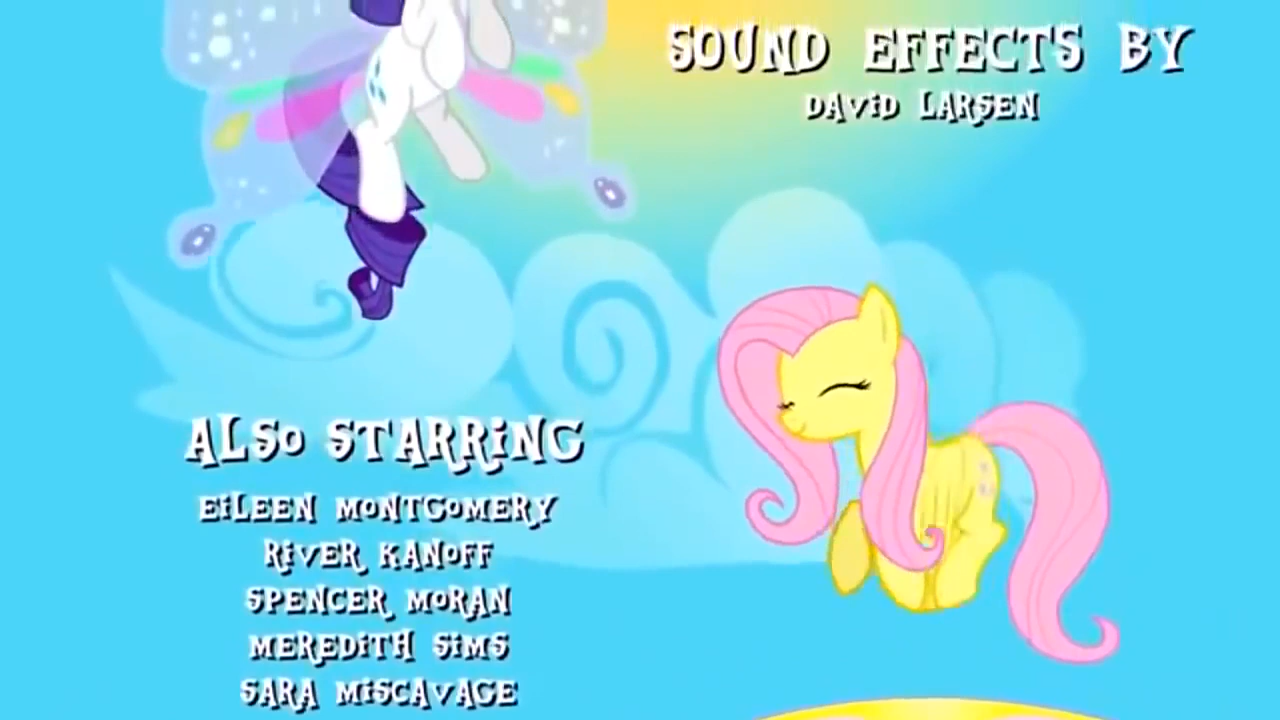 SOUND EFFECTS BY
DAViD LARSEN
ALSo STARRiNG
EiLEEN MoNTGoMERY
RiVER KANoFF
SPENCER MoRAN
MEREDiTH SiMS
SARA MiSCAVAGE